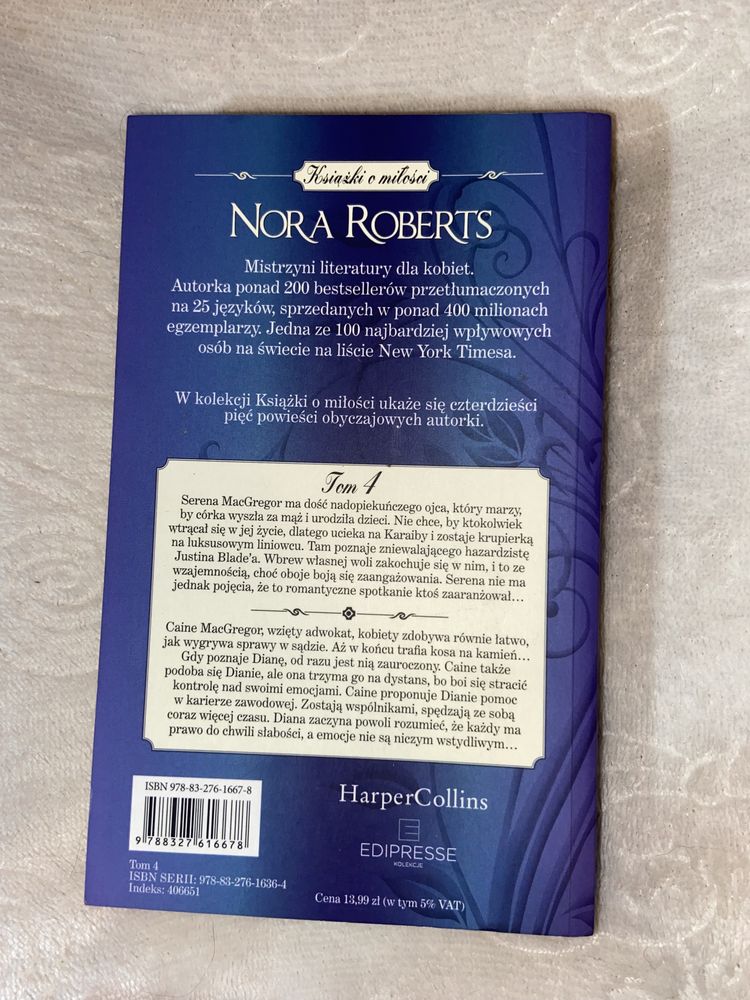 Książki o miłości
NORA ROBERTS
Mistrzyni literatury dla kobiet.
Autorka ponad 200 bestsellerów przetłumaczonych
na 25 języków, sprzedanych w ponad 400 milionach
egzemplarzy. Jedna ze 100 najbardziej wpływowych
osób na świecie na liście New York Timesa.
W kolekcji Książki o miłości ukaże się czterdzieści
pięć powieści obyczajowych autorki.
Tom 4
Serena MacGregor ma dość nadopiekuńczego ojca, który marzy,
by córka wyszła za mąż i urodziła dzieci. Nie chce, by ktokolwiek
wtrącał się w jej życie, dlatego ucieka na Karaiby i zostaje krupierką
na luksusowym liniowcu. Tam poznaje zniewalającego hazardzistę
Justina Blade'a. Wbrew własnej woli zakochuje się w nim, i to ze
wzajemnością, choć oboje boją się zaangażowania. Serena nie ma
jednak pojęcia, że to romantyczne spotkanie ktoś zaaranżował...
Caine MacGregor, wzięty adwokat, kobiety zdobywa równie łatwo,
jak wygrywa sprawy w sądzie. Aż w końcu trafia kosa na kamień...
Gdy poznaje Dianę, od razu jest nią zauroczony. Caine także
podoba się Dianie, ale ona trzyma go na dystans, bo boi się stracić
kontrolę nad swoimi emocjami. Caine proponuje Dianie pomoc
w karierze zawodowej. Zostają wspólnikami, spędzają ze sobą
coraz więcej czasu. Diana zaczyna powoli rozumieć, że każdy ma
prawo do chwili słabości, a emocje nie są niczym wstydliwym...
ISBN 978-83-276-1667-8
9 788327 616678
Tom 4
ISBN SERII: 978-83-276-1636-4
Indeks: 406651
HarperCollins
EDIPRESSE
KOLEKCJE
Cena 13,99 zł (w tym 5% VAT)